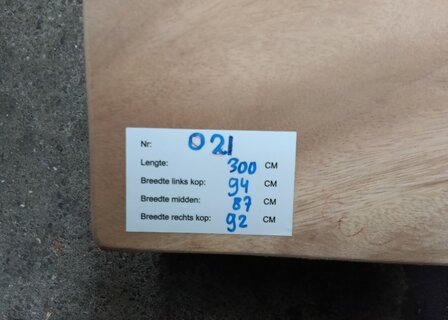 Nr: 021
Lengte: 300 CM
Breedte links kop: 94 CM
Breedte midden: 87 CM
Breedte rechts kop: 92 CM